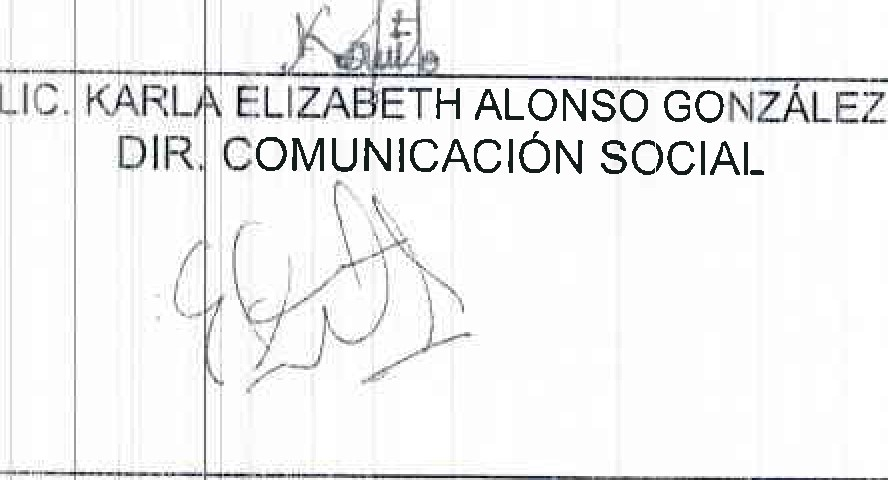 LIC. KARLA ELIZABETH ALONSO GONZÁLEZ
DIR. COMUNICACIÓN SOCIAL